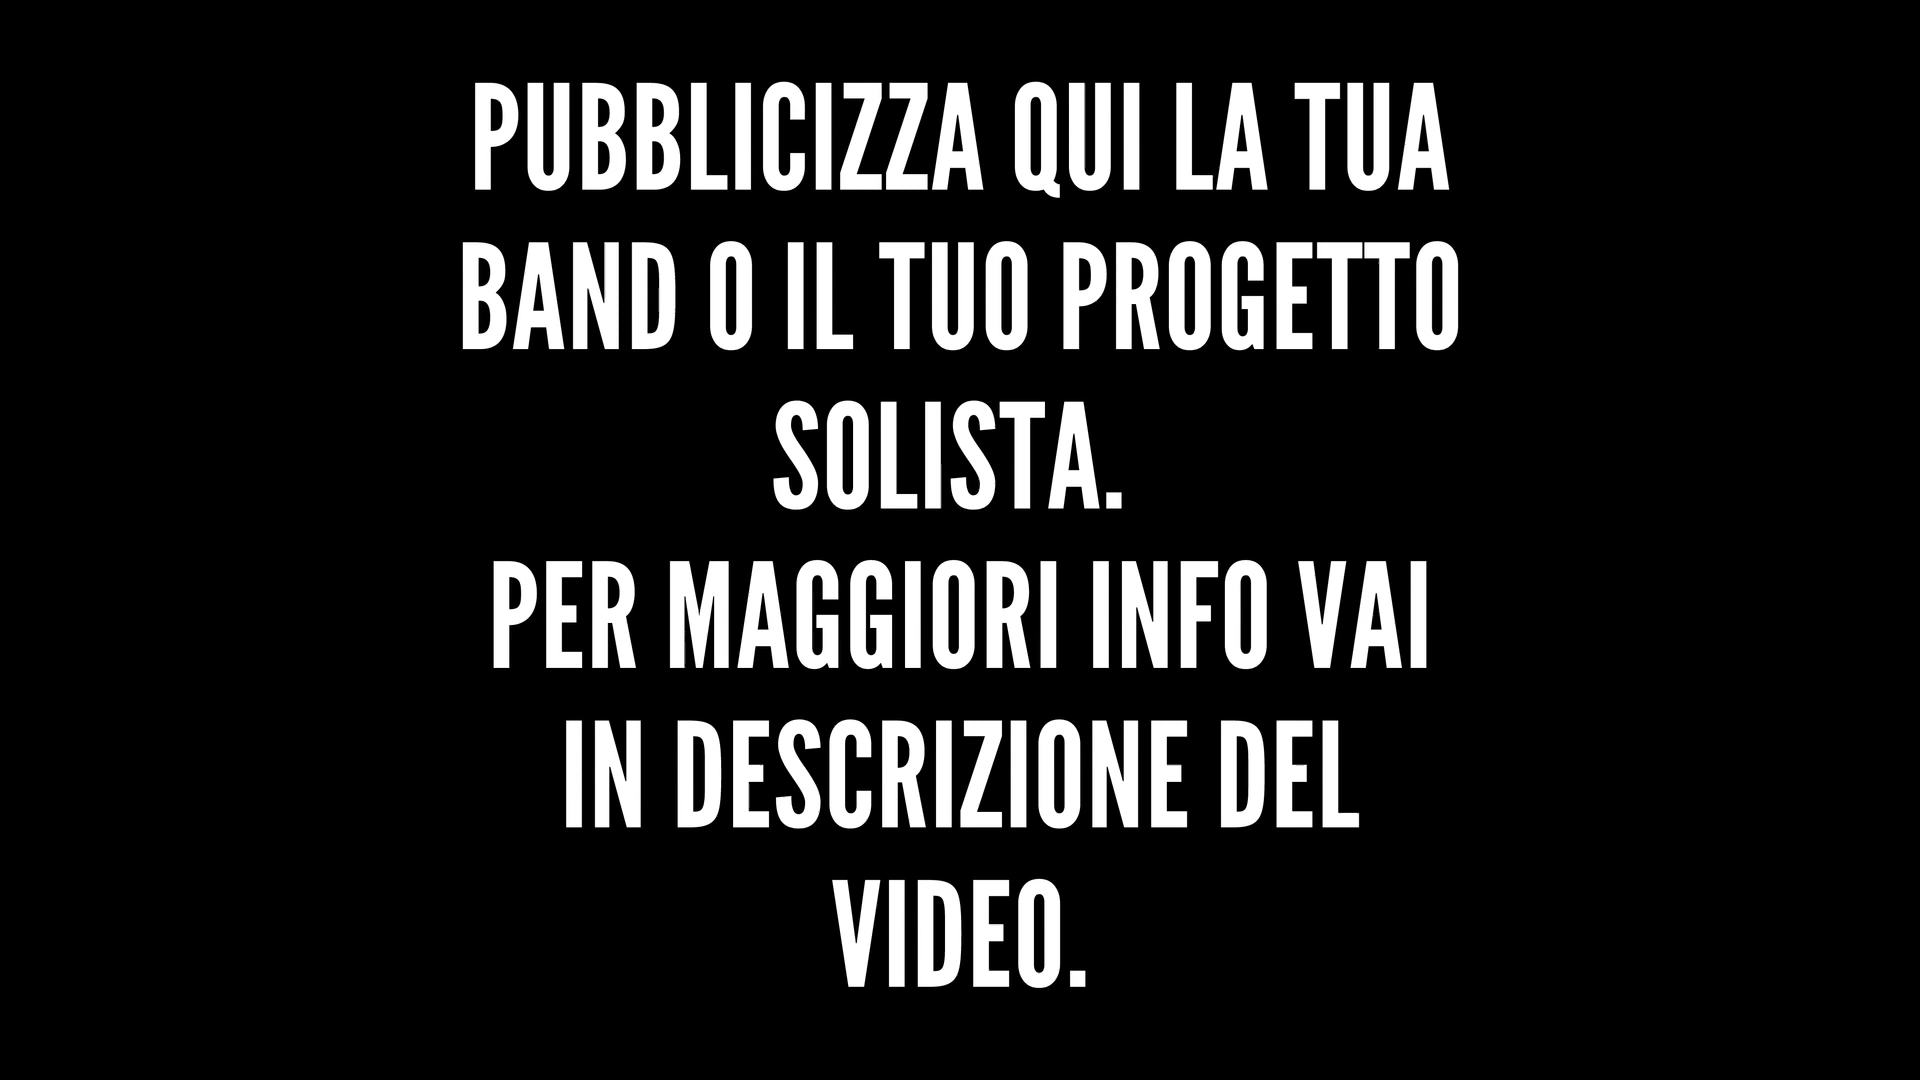 PUBBLICIZZA QUI LA TUA
BAND O IL TUO PROGETTO
SOLISTA.
PER MAGGIORI INFO VAI
IN DESCRIZIONE DEL
VIDEO.